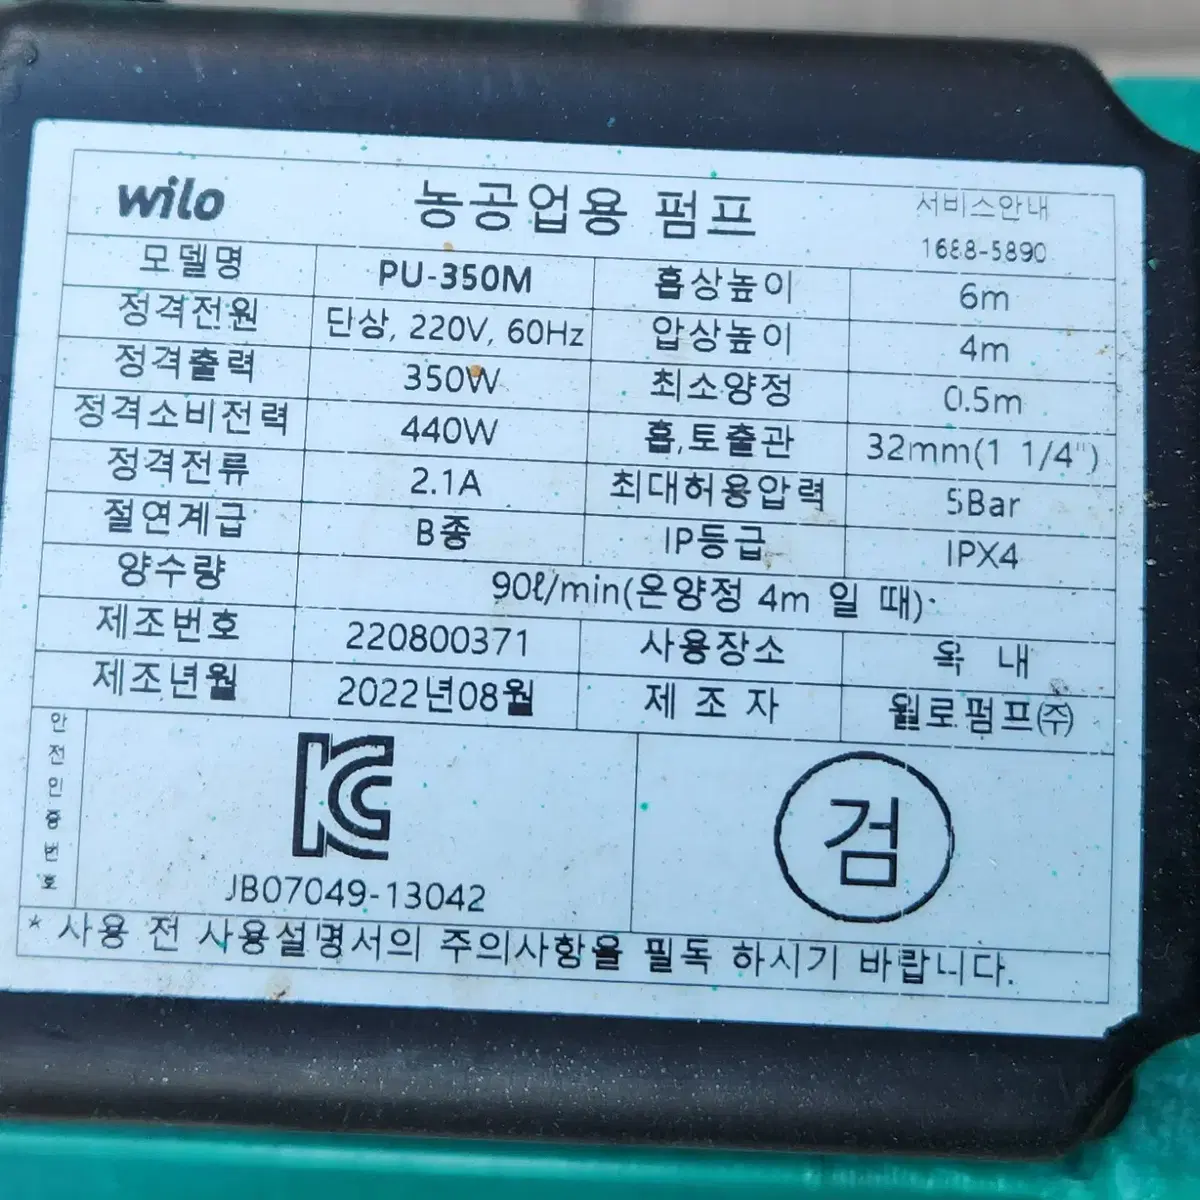 wilo 농공업용 펌프 서비스안내
1688-5890
모델명 PU-350M 흡상높이 6m
정격전원 단상, 220V, 60Hz 압상높이 4m
정격출력 350W 최소양정 0.5m
정격소비전력 440W 흡,토출관 32mm(1 1/4")
정격전류 2.1A 최대허용압력 5Bar
절연계급 B종 IP등급 IPX4
양수량 90ℓ/min(온양정 4m 일 때)
제조번호 220800371 사용장소 옥 내
제조년월 2022년08월 제 조 자 윌로펌프㈜
안전인증번호
KC
JB07049-13042
검
* 사용 전 사용설명서의 주의사항을 필독 하시기 바랍니다.